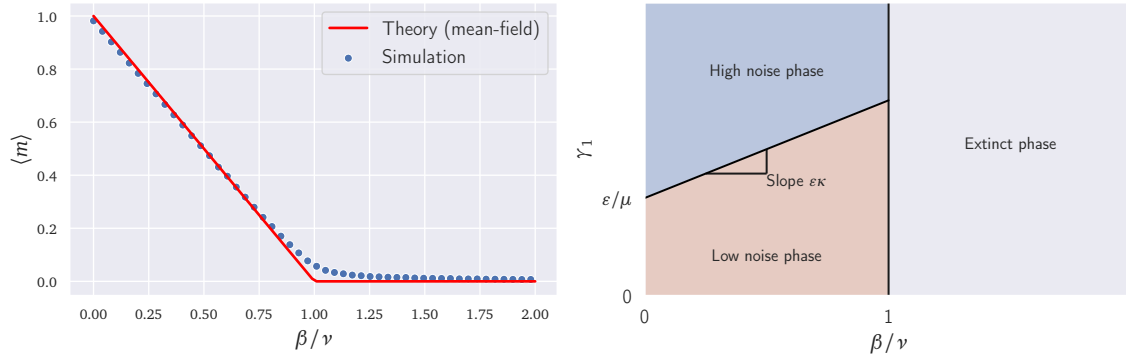 1.0
0.8
0.6
0.4
0.2
0.0
⟨m⟩
Theory (mean-field)
Simulation
0.00 0.25 0.50 0.75 1.00 1.25 1.50 1.75 2.00
β/ν
γ₁
ε/μ
0
High noise phase
Slope εκ
Low noise phase
Extinct phase
0 1
β/ν